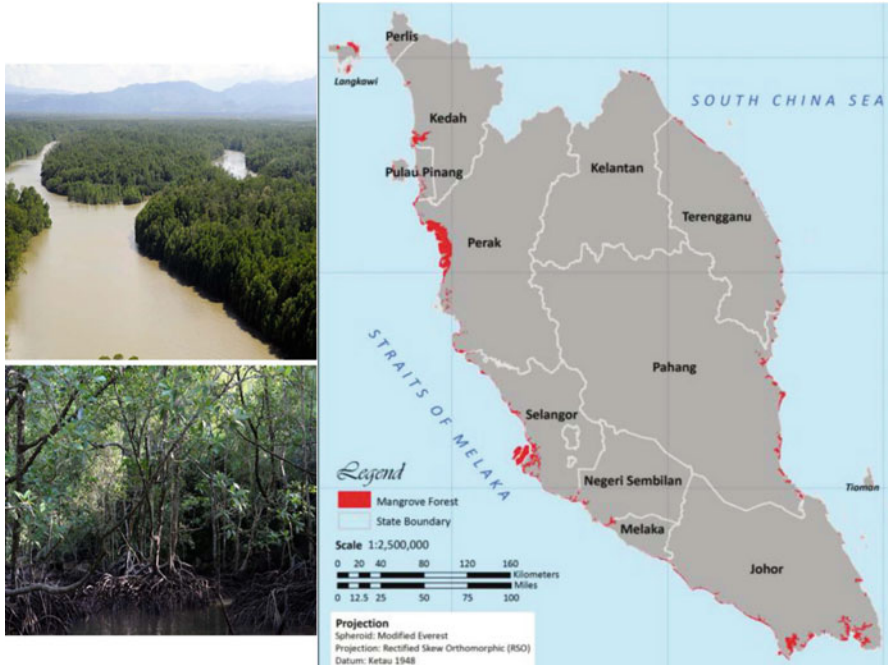 Perlis
Langkawi
SOUTH CHINA SEA
Kedah
Pulau Pinang
Kelantan
Terengganu
Perak
STRAITS OF MELAKA
Pahang
Selangor
Legend
Mangrove Forest
State Boundary
Negeri Sembilan
Tioman
Melaka
Scale 1:2,500,000
Johor
0 20 40 80 120 160
Kilometers
Miles
0 12.5 25 50 75 100
Projection
Spheroid: Modified Everest
Projection: Rectified Skew Orthomorphic (RSO)
Datum: Ketau 1948